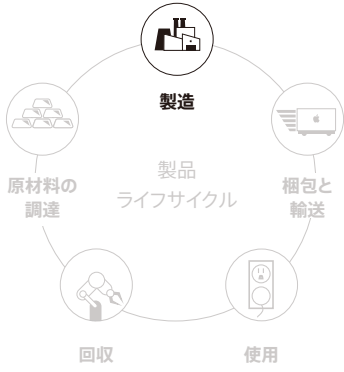 製造
原材料の
調達
製品
ライフサイクル
梱包と
輸送
回収
使用